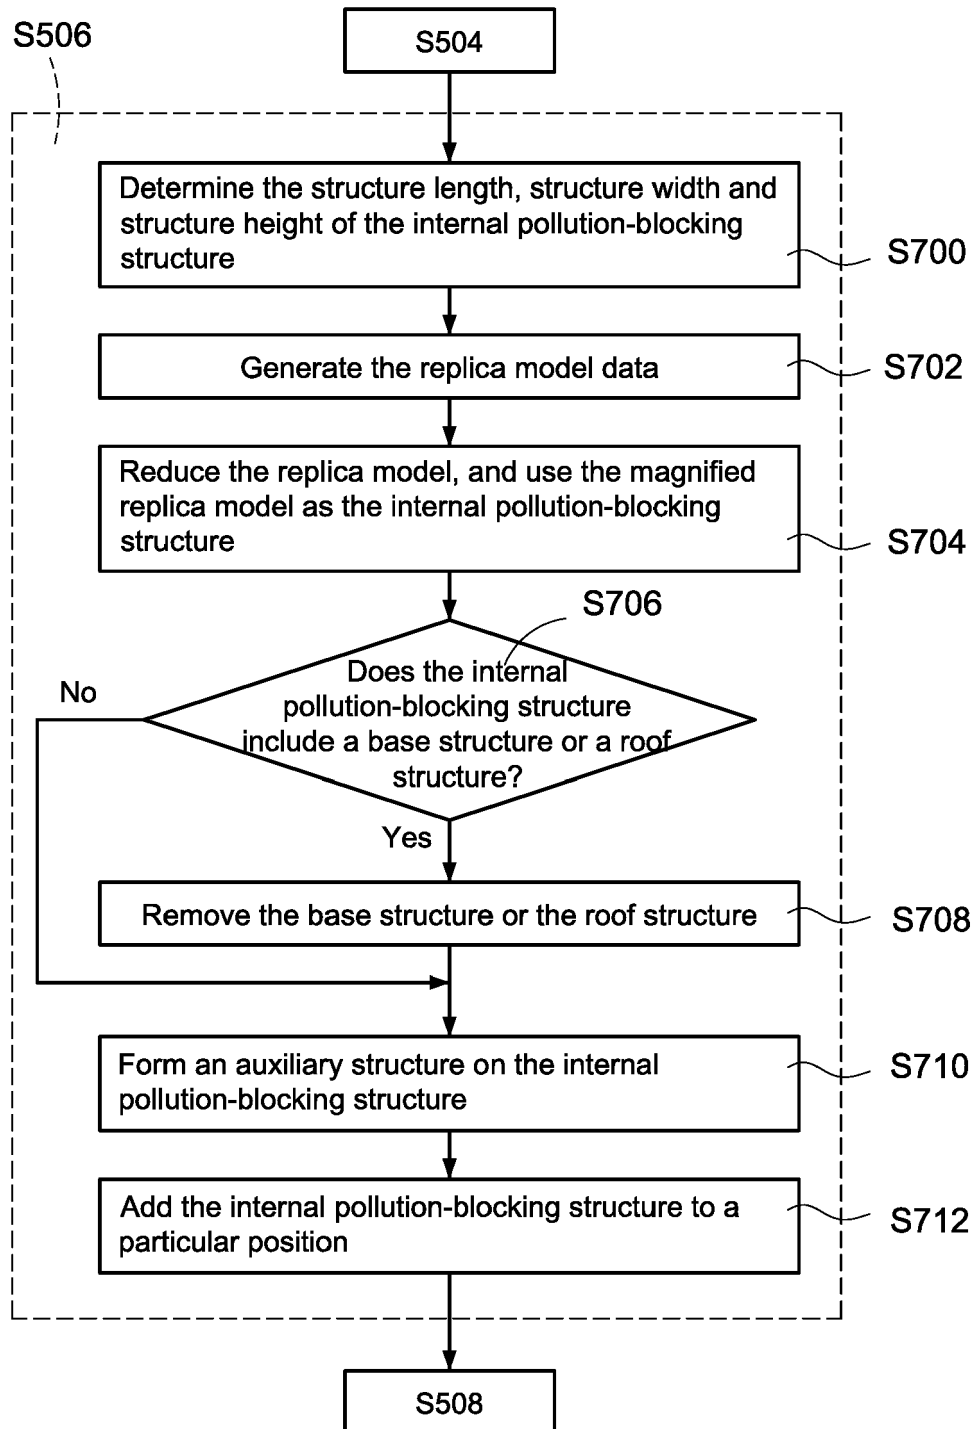 S506
S504
Determine the structure length, structure width and
structure height of the internal pollution-blocking
structure
S700
Generate the replica model data
S702
Reduce the replica model, and use the magnified
replica model as the internal pollution-blocking
structure
S704
S706
Does the internal
pollution-blocking structure
include a base structure or a roof
structure?
No
Yes
Remove the base structure or the roof structure
S708
Form an auxiliary structure on the internal
pollution-blocking structure
S710
Add the internal pollution-blocking structure to a
particular position
S712
S508